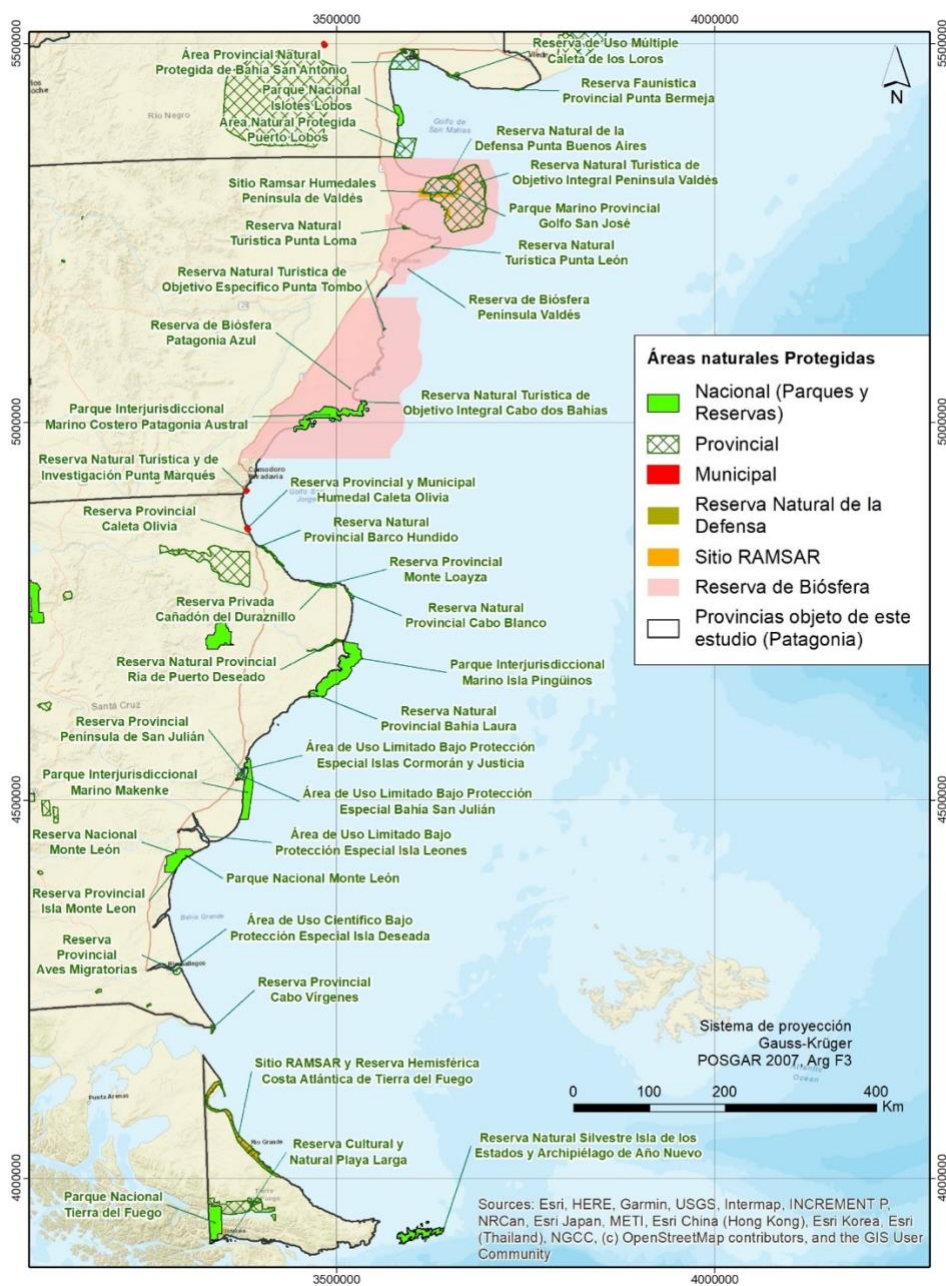 3500000
4000000
5500000
5500000
Área Provincial Natural
Protegida de Bahía San Antonio
Reserva de Uso Múltiple
Caleta de los Loros
N
Parque Nacional
Islotes Lobos
Reserva Faunística
Provincial Punta Bermeja
Río Negro
Área Natural Protegida
Puerto Lobos
Golfo de
San Matías
Reserva Natural de la
Defensa Punta Buenos Aires
Reserva Natural Turística de
Objetivo Integral Península Valdés
Sitio Ramsar Humedales
Península de Valdés
Parque Marino Provincial
Golfo San José
Reserva Natural
Turística Punta Loma
Reserva Natural
Turística Punta León
Reserva Natural Turística de
Objetivo Específico Punta Tombo
Reserva de Biósfera
Península Valdés
Reserva de Biósfera
Patagonia Azul
Áreas naturales Protegidas
Nacional (Parques y
Reservas)
Provincial
Municipal
Reserva Natural de la
Defensa
Sitio RAMSAR
Reserva de Biósfera
Provincias objeto de este
estudio (Patagonia)
Reserva Natural Turística de
Objetivo Integral Cabo dos Bahías
Parque Interjurisdiccional
Marino Costero Patagonia Austral
5000000
5000000
Reserva Natural Turística y de
Investigación Punta Marqués
Comodoro
Rivadavia
Reserva Provincial y Municipal
Humedal Caleta Olivia
Reserva Provincial
Caleta Olivia
Reserva Natural
Provincial Barco Hundido
Reserva Provincial
Monte Loayza
Reserva Privada
Cañadón del Duraznillo
Reserva Natural
Provincial Cabo Blanco
Reserva Natural Provincial
Ría de Puerto Deseado
Parque Interjurisdiccional
Marino Isla Pingüinos
Santa Cruz
Reserva Natural
Provincial Bahía Laura
Reserva Provincial
Península de San Julián
Área de Uso Limitado Bajo Protección
Especial Islas Cormorán y Justicia
Parque Interjurisdiccional
Marino Makenke
Área de Uso Limitado Bajo Protección
Especial Bahía San Julián
4500000
4500000
Reserva Nacional
Monte León
Área de Uso Limitado Bajo
Protección Especial Isla Leones
Parque Nacional Monte León
Reserva Provincial
Isla Monte Leon
Bahía Grande
Área de Uso Científico Bajo
Protección Especial Isla Deseada
Reserva
Provincial
Aves Migratorias
Reserva Provincial
Cabo Vírgenes
Sistema de proyección
Gauss-Krüger
POSGAR 2007, Arg F3
Sitio RAMSAR y Reserva Hemisférica
Costa Atlántica de Tierra del Fuego
Ocean
0 100 200 400
Km
Punta Arenas
Río Grande
Reserva Cultural y
Natural Playa Larga
Reserva Natural Silvestre Isla de los
Estados y Archipiélago de Año Nuevo
4000000
4000000
Parque Nacional
Tierra del Fuego
Sources: Esri, HERE, Garmin, USGS, Intermap, INCREMENT P,
NRCan, Esri Japan, METI, Esri China (Hong Kong), Esri Korea, Esri
(Thailand), NGCC, (c) OpenStreetMap contributors, and the GIS User
Community
3500000
4000000